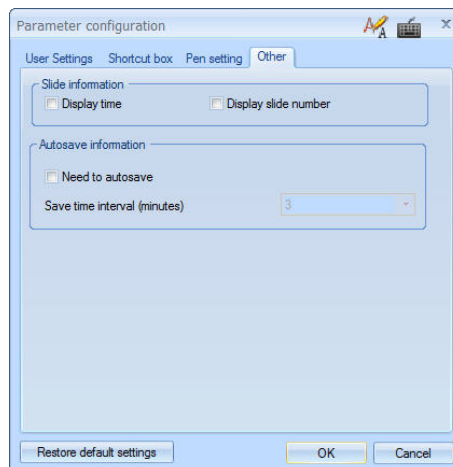 Parameter configuration
User Settings Shortcut box Pen setting Other
Slide information
Display time Display slide number
Autosave information
Need to autosave
Save time interval (minutes) 3
Restore default settings OK Cancel